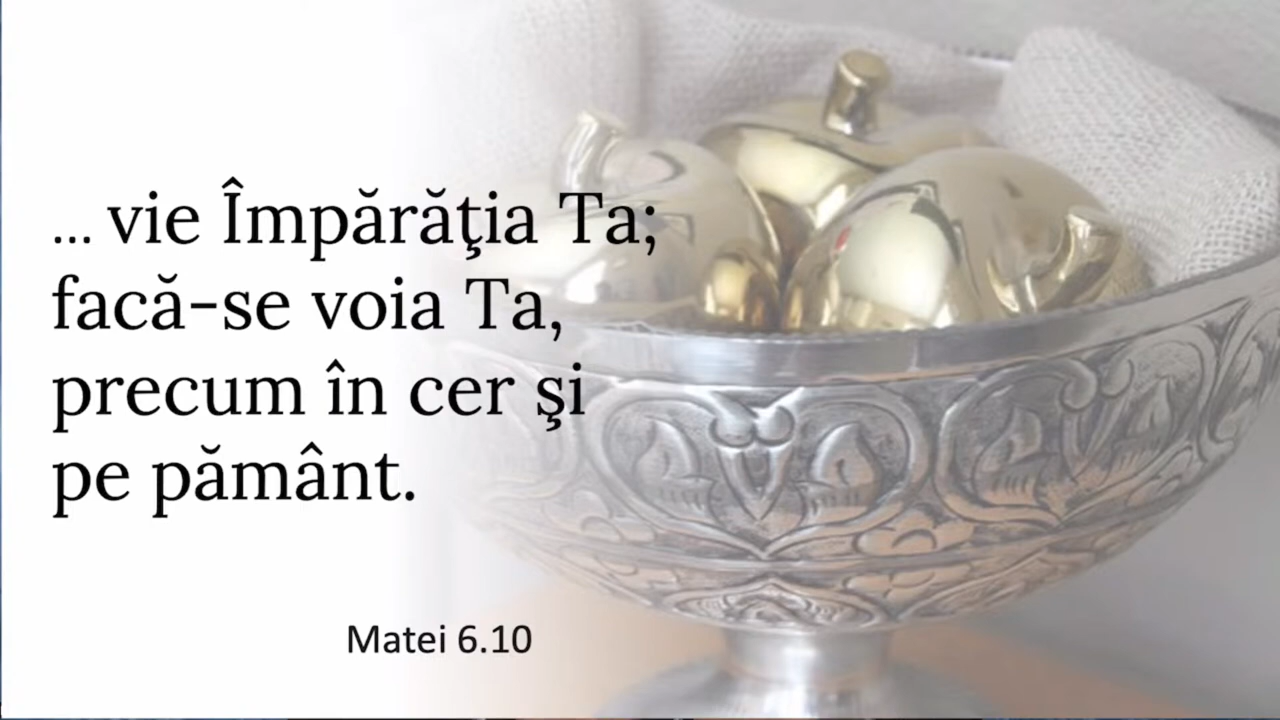 ... vie Împărăţia Ta;
facă-se voia Ta,
precum în cer şi
pe pământ.
Matei 6.10